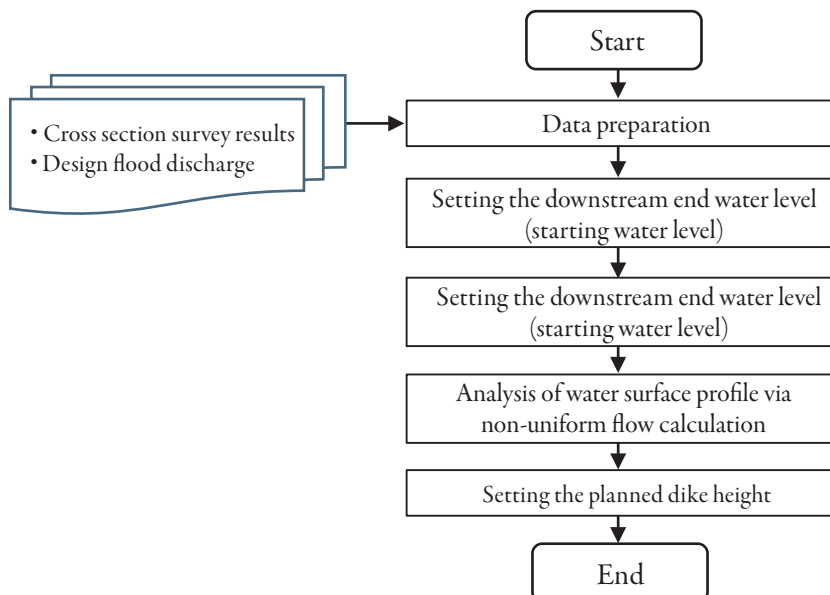 Start
• Cross section survey results
• Design flood discharge
Data preparation
Setting the downstream end water level
(starting water level)
Setting the downstream end water level
(starting water level)
Analysis of water surface profile via
non-uniform flow calculation
Setting the planned dike height
End